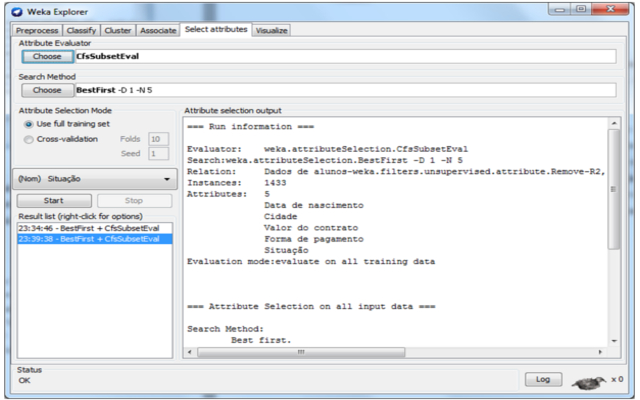 Weka Explorer
Preprocess Classify Cluster Associate Select attributes Visualize
Attribute Evaluator
Choose CfsSubsetEval
Search Method
Choose BestFirst -D 1 -N 5
Attribute Selection Mode
Use full training set
Cross-validation Folds 10
Seed 1
(Nom) Situação
Start Stop
Result list (right-click for options)
23:34:46 - BestFirst + CfsSubsetEval
23:39:38 - BestFirst + CfsSubsetEval
Attribute selection output
=== Run information ===
Evaluator: weka.attributeSelection.CfsSubsetEval
Search:weka.attributeSelection.BestFirst -D 1 -N 5
Relation: Dados de alunos-weka.filters.unsupervised.attribute.Remove-R2,
Instances: 1433
Attributes: 5
Data de nascimento
Cidade
Valor do contrato
Forma de pagamento
Situação
Evaluation mode:evaluate on all training data
=== Attribute Selection on all input data ===
Search Method:
Best first.
Status
OK
Log x 0